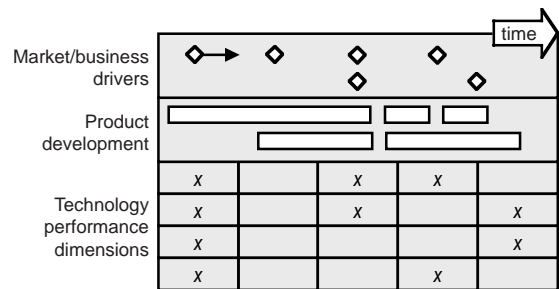 time
Market/business
drivers
Product
development
Technology
performance
dimensions
x x x
x x x
x x
x x